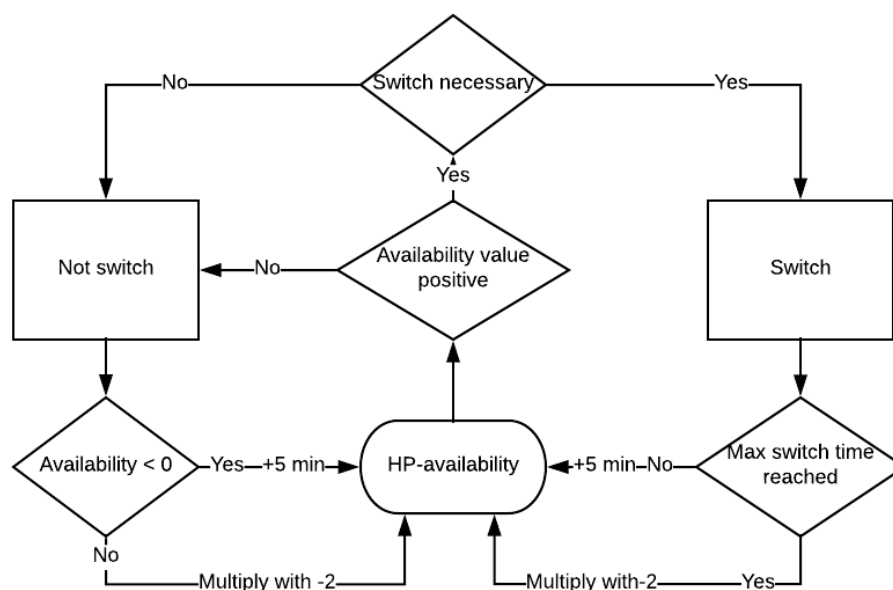 Switch necessary
No
Yes
Yes
Not switch
Availability value
positive
No
Switch
Availability < 0
Yes
+5 min
HP-availability
+5 min
No
Max switch time
reached
No
Multiply with -2
Multiply with-2
Yes